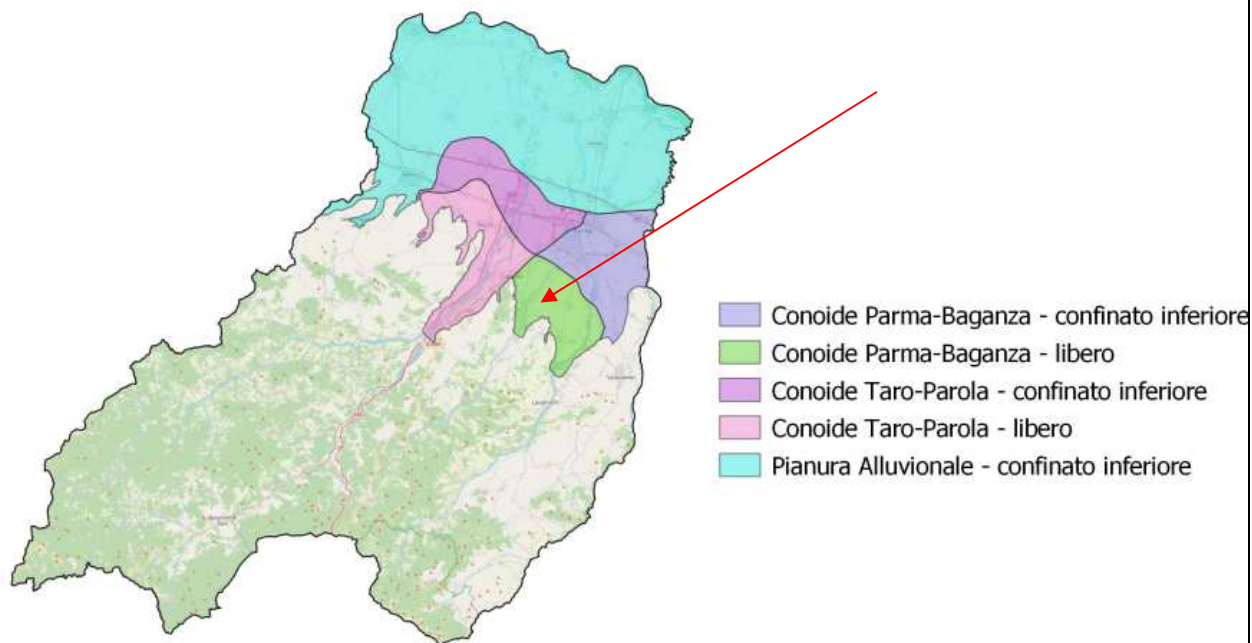 Conoide Parma-Baganza - confinato inferiore
Conoide Parma-Baganza - libero
Conoide Taro-Parola - confinato inferiore
Conoide Taro-Parola - libero
Pianura Alluvionale - confinato inferiore